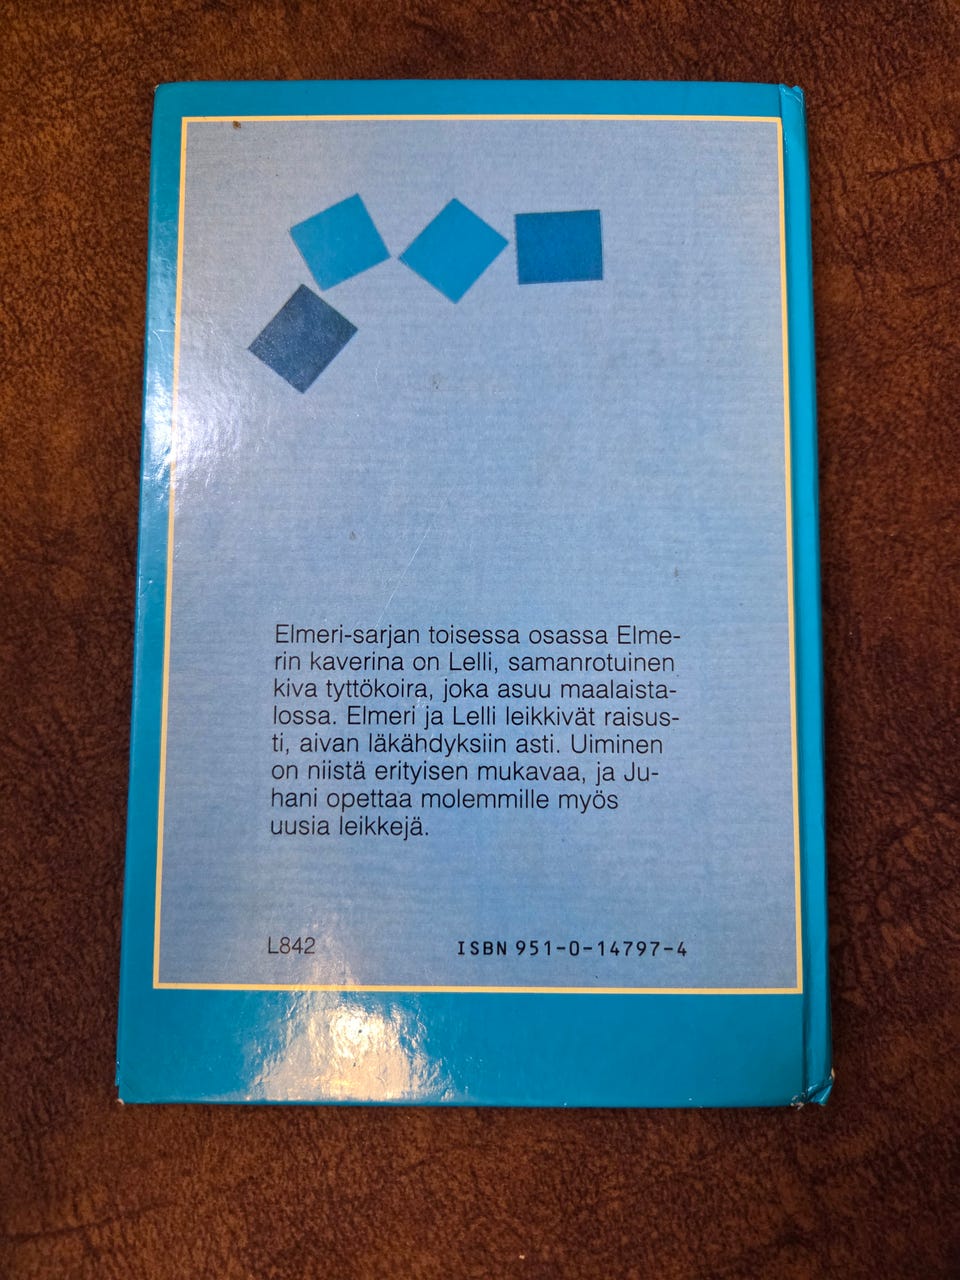 Elmeri-sarjan toisessa osassa Elme-
rin kaverina on Lelli, samanrotuinen
kiva tyttökoira, joka asuu maalaista-
lossa. Elmeri ja Lelli leikkivät raisus-
ti, aivan läkähdyksiin asti. Uiminen
on niistä erityisen mukavaa, ja Ju-
hani opettaa molemmille myös
uusia leikkejä.
L842 ISBN 951-0-14797-4